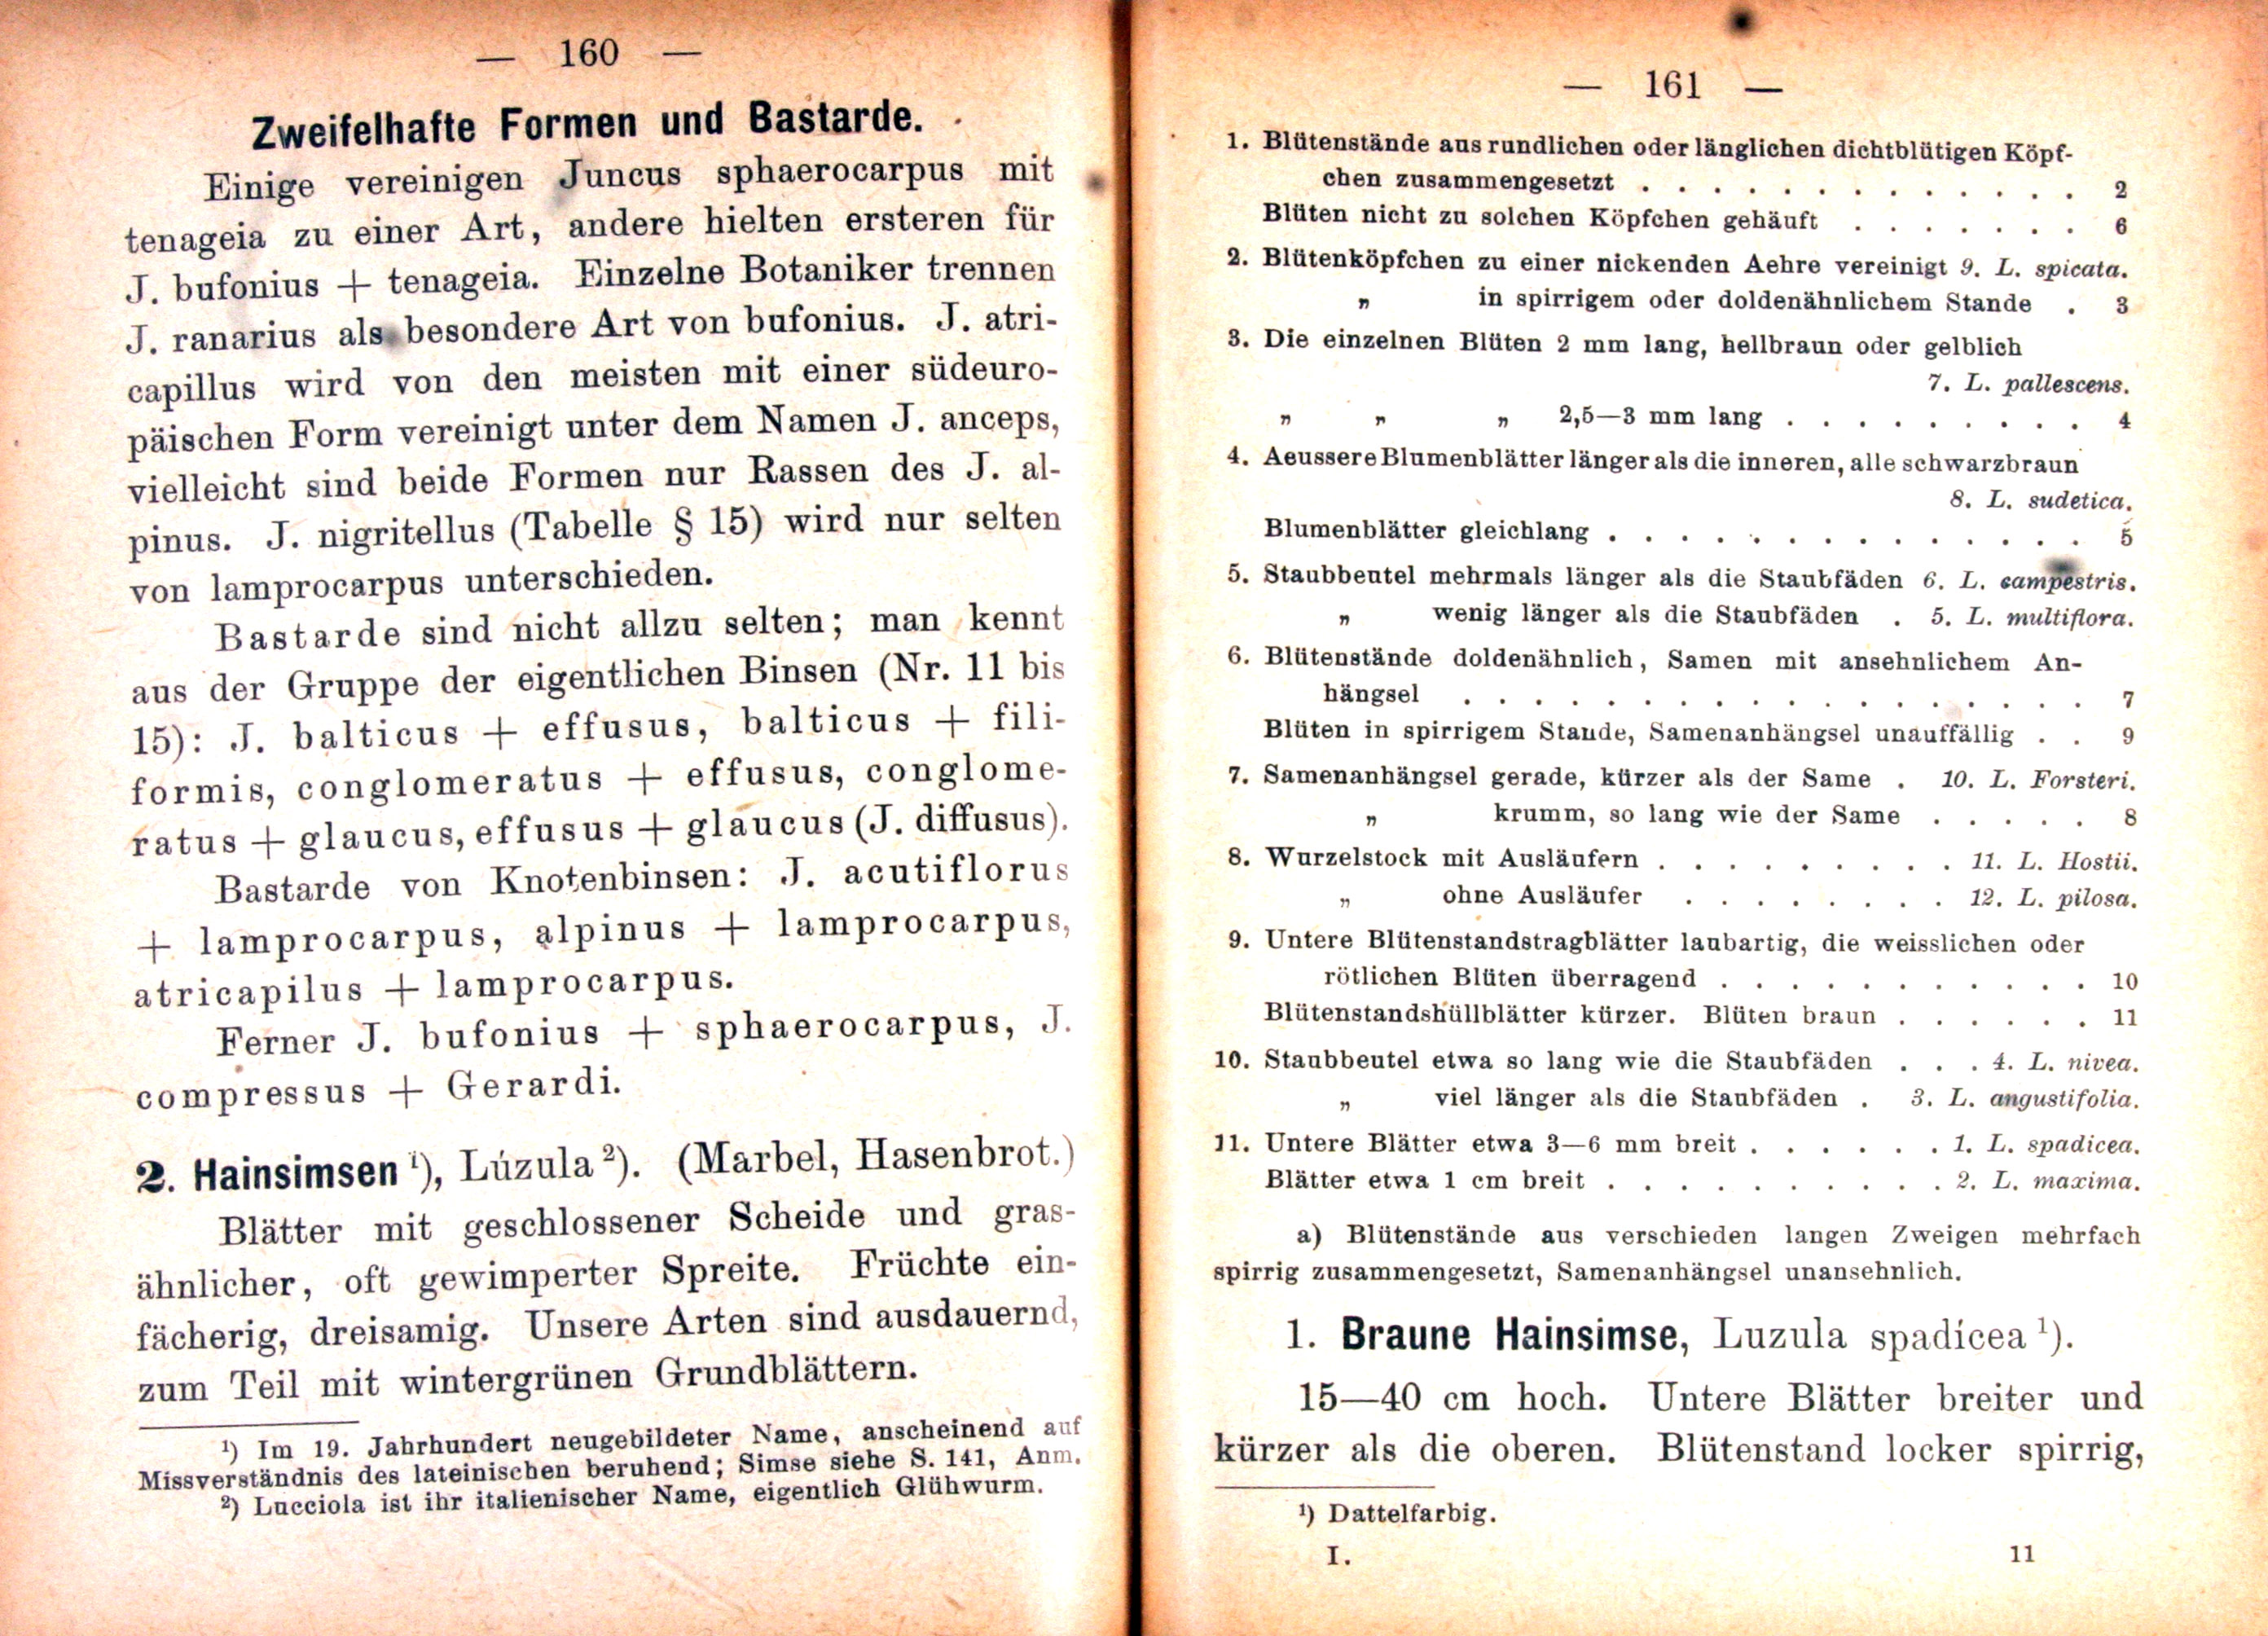 — 160 —
Zweifelhafte Formen und Bastarde.
Einige vereinigen Juncus sphaerocarpus mit
tenageia zu einer Art, andere hielten ersteren für
J. bufonius + tenageia. Einzelne Botaniker trennen
J. ranarius als besondere Art von bufonius. J. atri-
capillus wird von den meisten mit einer südeuro-
päischen Form vereinigt unter dem Namen J. anceps,
vielleicht sind beide Formen nur Rassen des J. al-
pinus. J. nigritellus (Tabelle § 15) wird nur selten
von lamprocarpus unterschieden.
Bastarde sind nicht allzu selten; man kennt
aus der Gruppe der eigentlichen Binsen (Nr. 11 bis
15): J. balticus + effusus, balticus + fili-
formis, conglomeratus + effusus, conglome-
ratus + glaucus, effusus + glaucus (J. diffusus).
Bastarde von Knotenbinsen: J. acutiflorus
+ lamprocarpus, alpinus + lamprocarpus,
atricapilus + lamprocarpus.
Ferner J. bufonius + sphaerocarpus, J.
compressus + Gerardi.
2. Hainsimsen ¹), Lúzula ²). (Marbel, Hasenbrot.)
Blätter mit geschlossener Scheide und gras-
ähnlicher, oft gewimperter Spreite. Früchte ein-
fächerig, dreisamig. Unsere Arten sind ausdauernd,
zum Teil mit wintergrünen Grundblättern.
¹) Im 19. Jahrhundert neugebildeter Name, anscheinend auf
Missverständnis des lateinischen beruhend; Simse siehe S. 141, Anm.
²) Lucciola ist ihr italienischer Name, eigentlich Glühwurm.
— 161 —
1. Blütenstände aus rundlichen oder länglichen dichtblütigen Köpf-
chen zusammengesetzt . . . . . . . . . . . . . 2
Blüten nicht zu solchen Köpfchen gehäuft . . . . . . . 6
2. Blütenköpfchen zu einer nickenden Aehre vereinigt 9. L. spicata.
„ in spirrigem oder doldenähnlichem Stande . 3
3. Die einzelnen Blüten 2 mm lang, hellbraun oder gelblich
7. L. pallescens.
„ „ „ 2,5—3 mm lang . . . . . . . . . 4
4. Aeussere Blumenblätter länger als die inneren, alle schwarzbraun
8. L. sudetica.
Blumenblätter gleichlang . . . . . . . . . . . . . . 5
5. Staubbeutel mehrmals länger als die Staubfäden 6. L. campestris.
„ wenig länger als die Staubfäden . 5. L. multiflora.
6. Blütenstände doldenähnlich, Samen mit ansehnlichem An-
hängsel . . . . . . . . . . . . . . . . . . 7
Blüten in spirrigem Stande, Samenanhängsel unauffällig . . 9
7. Samenanhängsel gerade, kürzer als der Same . 10. L. Forsteri.
„ krumm, so lang wie der Same . . . . . 8
8. Wurzelstock mit Ausläufern . . . . . . . . . 11. L. Hostii.
„ ohne Ausläufer . . . . . . . . 12. L. pilosa.
9. Untere Blütenstandstragblätter laubartig, die weisslichen oder
rötlichen Blüten überragend . . . . . . . . . . . 10
Blütenstandshüllblätter kürzer. Blüten braun . . . . . . 11
10. Staubbeutel etwa so lang wie die Staubfäden . . . 4. L. nivea.
„ viel länger als die Staubfäden . 3. L. angustifolia.
11. Untere Blätter etwa 3—6 mm breit . . . . . . 1. L. spadicea.
Blätter etwa 1 cm breit . . . . . . . . . . 2. L. maxima.
a) Blütenstände aus verschieden langen Zweigen mehrfach
spirrig zusammengesetzt, Samenanhängsel unansehnlich.
1. Braune Hainsimse, Luzula spadícea ¹).
15—40 cm hoch. Untere Blätter breiter und
kürzer als die oberen. Blütenstand locker spirrig,
¹) Dattelfarbig.
I. 11